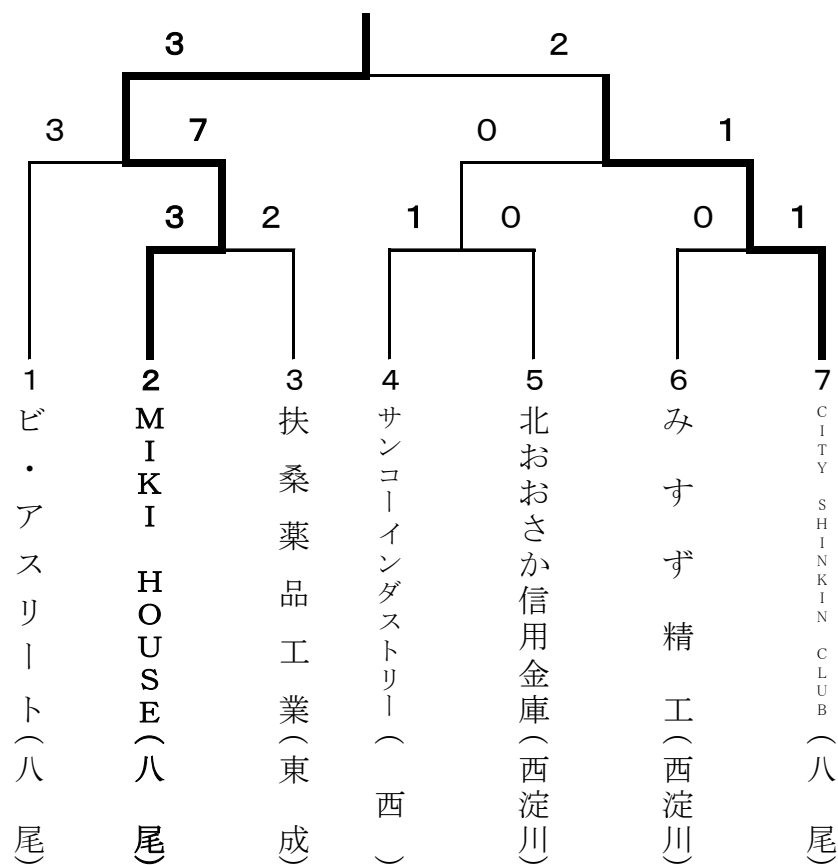 3 2
3 7 0 1
3 2 1 0 0 1
1 2 3 4 5 6 7
ビ・アスリート(八尾)
MIKI HOUSE(八尾)
扶桑薬品工業(東成)
サンコーインダストリー(西)
北おおさか信用金庫(西淀川)
みすず精工(西淀川)
CITY SHINKIN CLUB(八尾)